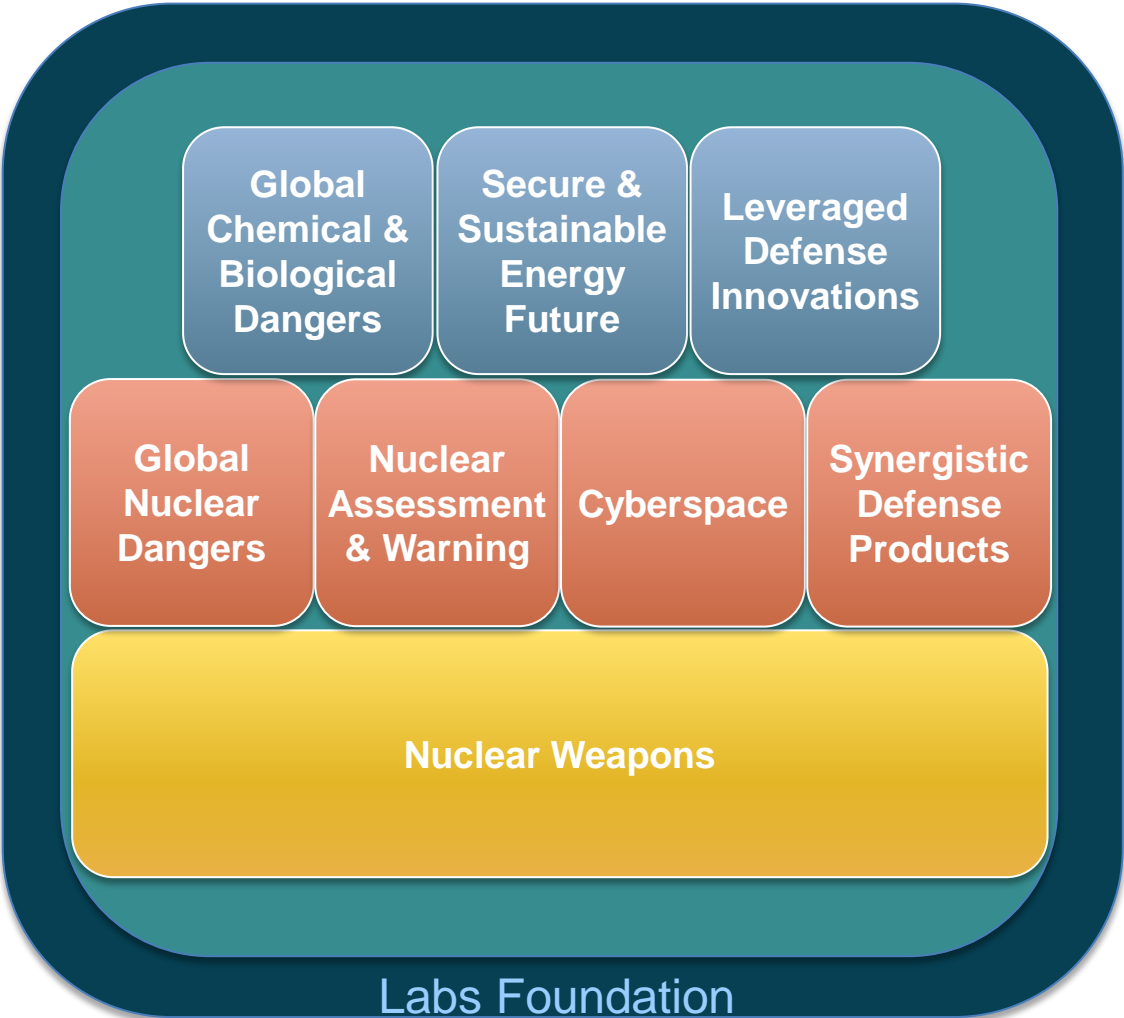 Global
Chemical &
Biological
Dangers
Secure &
Sustainable
Energy
Future
Leveraged
Defense
Innovations
Global
Nuclear
Dangers
Nuclear
Assessment
& Warning
Cyberspace
Synergistic
Defense
Products
Nuclear Weapons
Labs Foundation